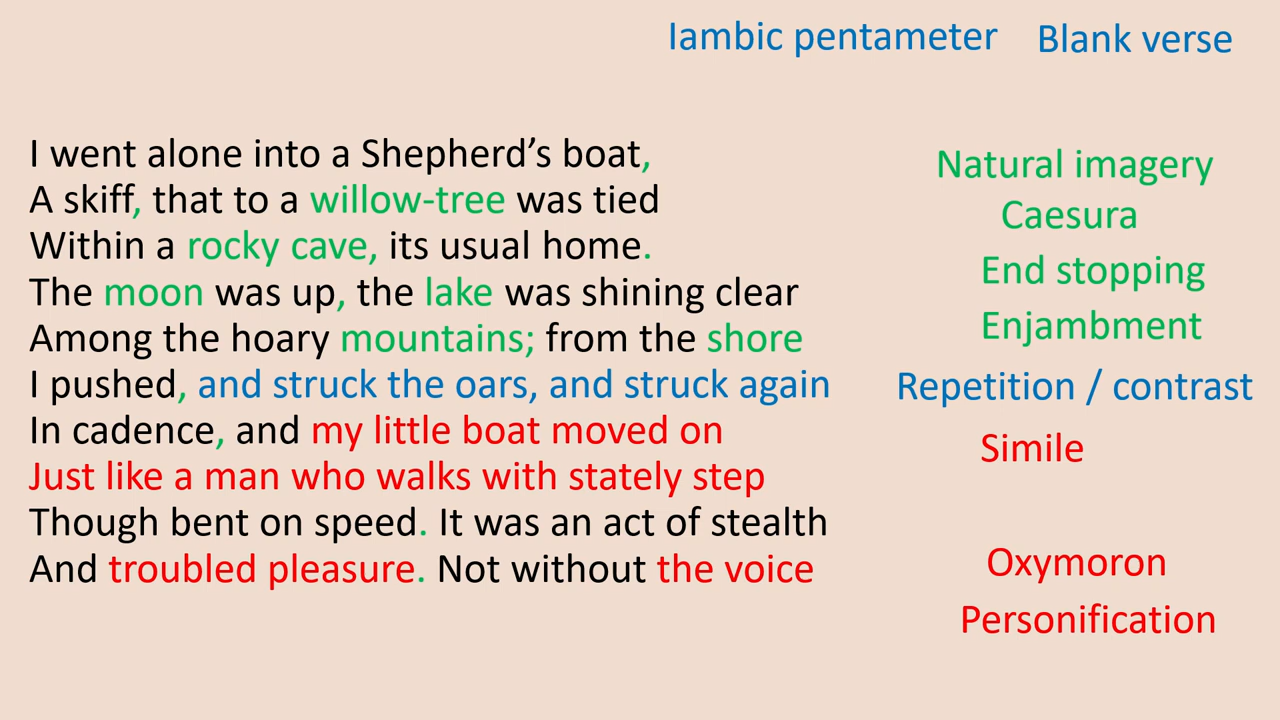 Iambic pentameter Blank verse
I went alone into a Shepherd’s boat,
A skiff, that to a willow-tree was tied
Within a rocky cave, its usual home.
The moon was up, the lake was shining clear
Among the hoary mountains; from the shore
I pushed, and struck the oars, and struck again
In cadence, and my little boat moved on
Just like a man who walks with stately step
Though bent on speed. It was an act of stealth
And troubled pleasure. Not without the voice
Natural imagery
Caesura
End stopping
Enjambment
Repetition / contrast
Simile
Oxymoron
Personification